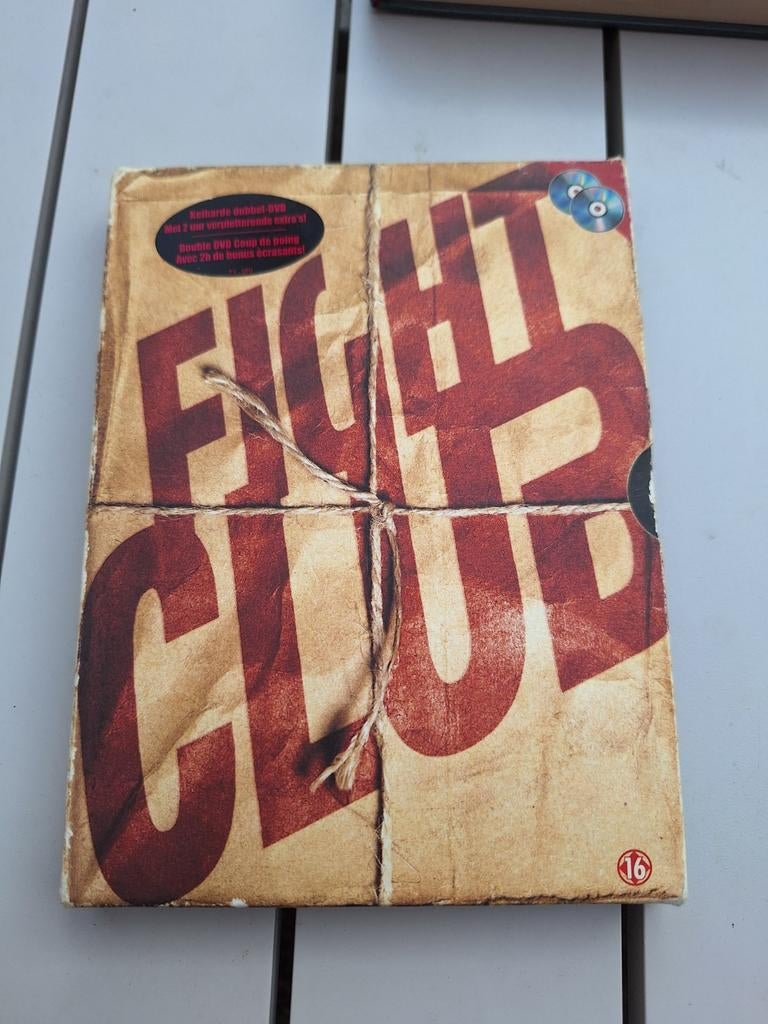 Keiharde dubbel-DVD
Met 2 uur verpletterende extra's!
Double DVD Coup de poing
Avec 2h de bonus écrasants!
FIGHT
CLUB
16